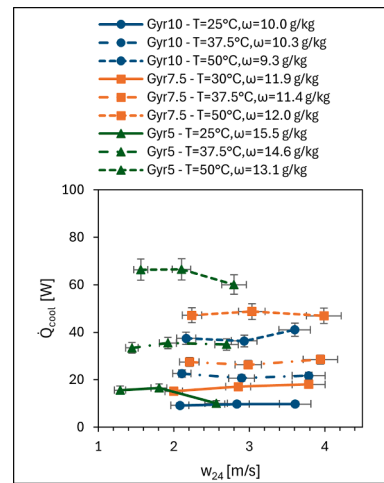 Gyr10 - T=25°C,ω=10.0 g/kg
Gyr10 - T=37.5°C,ω=10.3 g/kg
Gyr10 - T=50°C,ω=9.3 g/kg
Gyr7.5 - T=30°C,ω=11.9 g/kg
Gyr7.5 - T=37.5°C,ω=11.4 g/kg
Gyr7.5 - T=50°C,ω=12.0 g/kg
Gyr5 - T=25°C,ω=15.5 g/kg
Gyr5 - T=37.5°C,ω=14.6 g/kg
Gyr5 - T=50°C,ω=13.1 g/kg
100
80
60
40
20
0
Q̇cool [W]
1 2 3 4
w24 [m/s]